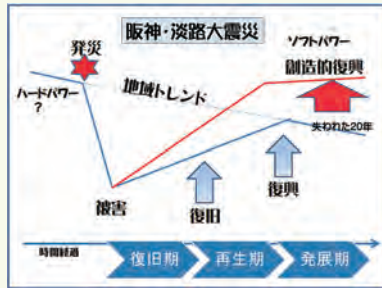 阪神・淡路大震災
発災
ソフトパワー
創造的復興
ハードパワー
?
地域トレンド
失われた20年
被害
復旧
復興
時間経過
復旧期
再生期
発展期